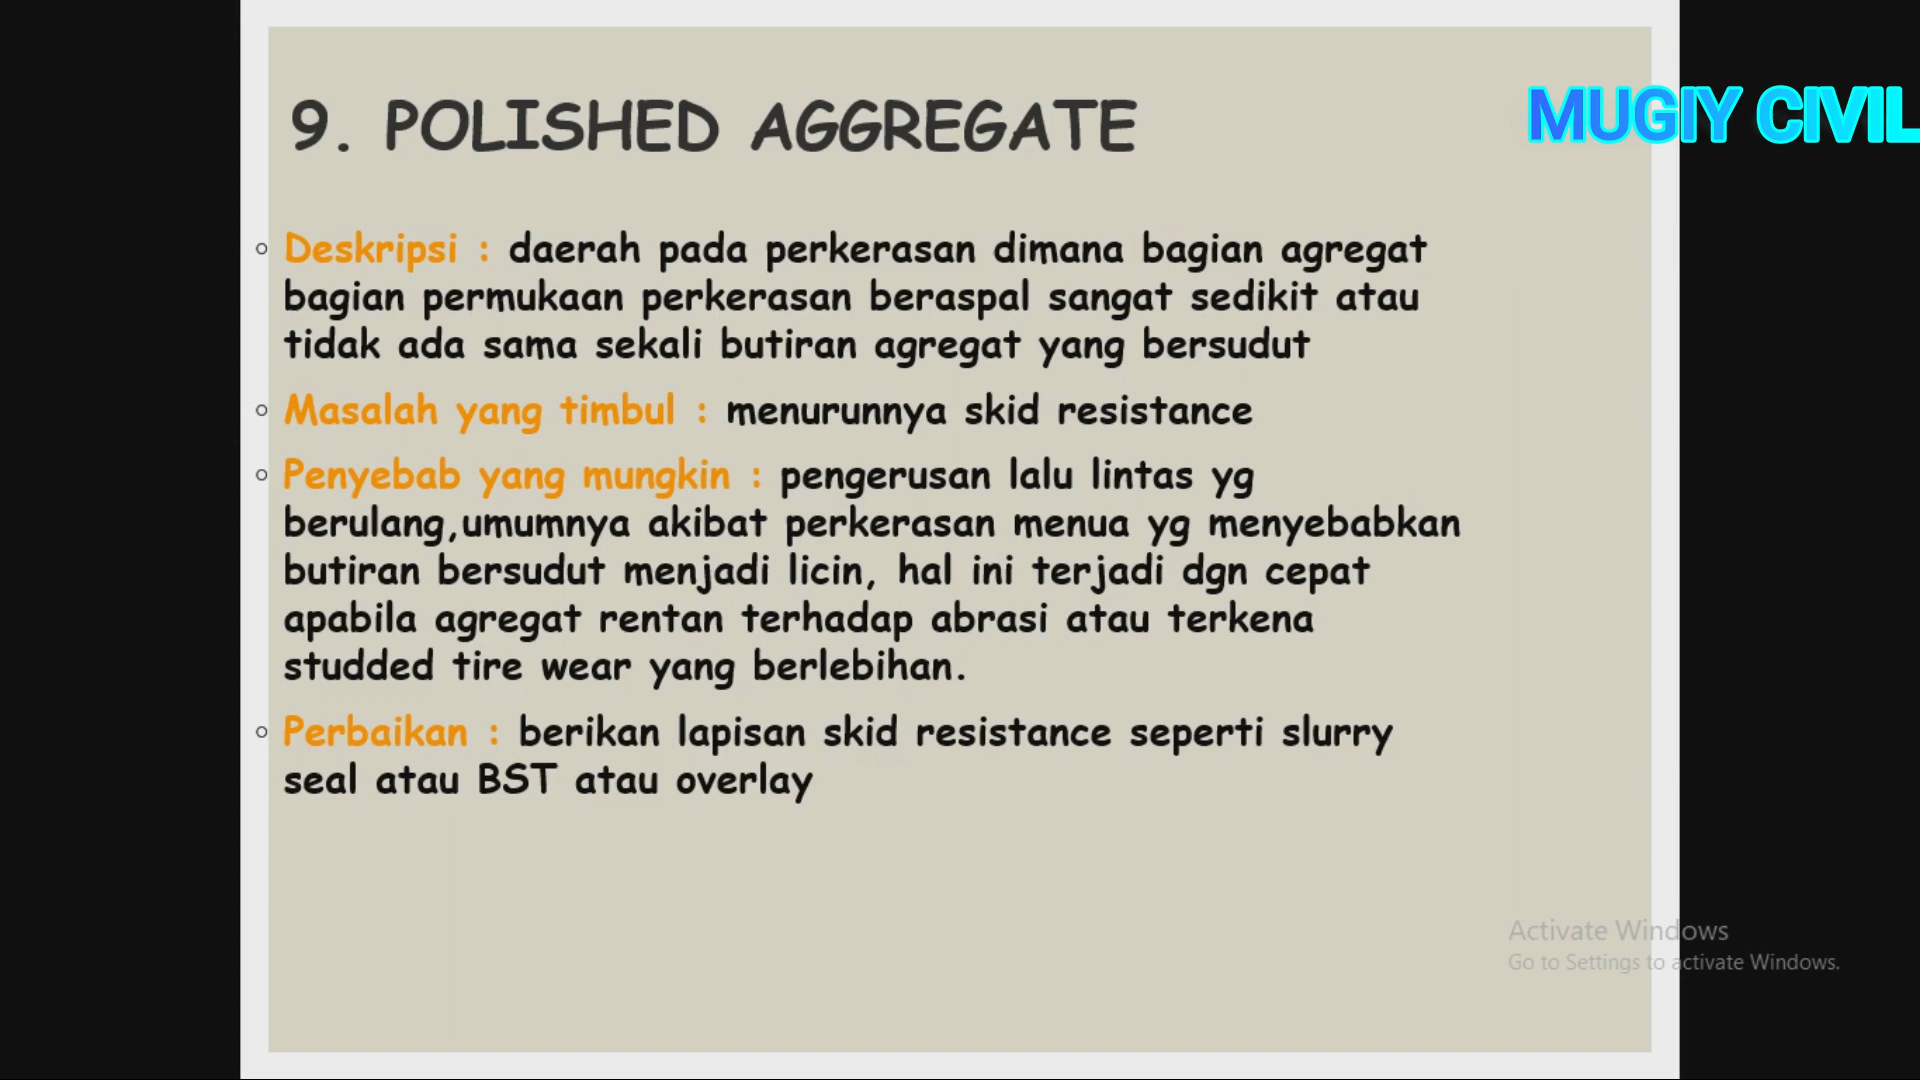 9. POLISHED AGGREGATE
MUGIY CIVIL
Deskripsi : daerah pada perkerasan dimana bagian agregat
bagian permukaan perkerasan beraspal sangat sedikit atau
tidak ada sama sekali butiran agregat yang bersudut
Masalah yang timbul : menurunnya skid resistance
Penyebab yang mungkin : pengerusan lalu lintas yg
berulang,umumnya akibat perkerasan menua yg menyebabkan
butiran bersudut menjadi licin, hal ini terjadi dgn cepat
apabila agregat rentan terhadap abrasi atau terkena
studded tire wear yang berlebihan.
Perbaikan : berikan lapisan skid resistance seperti slurry
seal atau BST atau overlay
Activate Windows
Go to Settings to activate Windows.